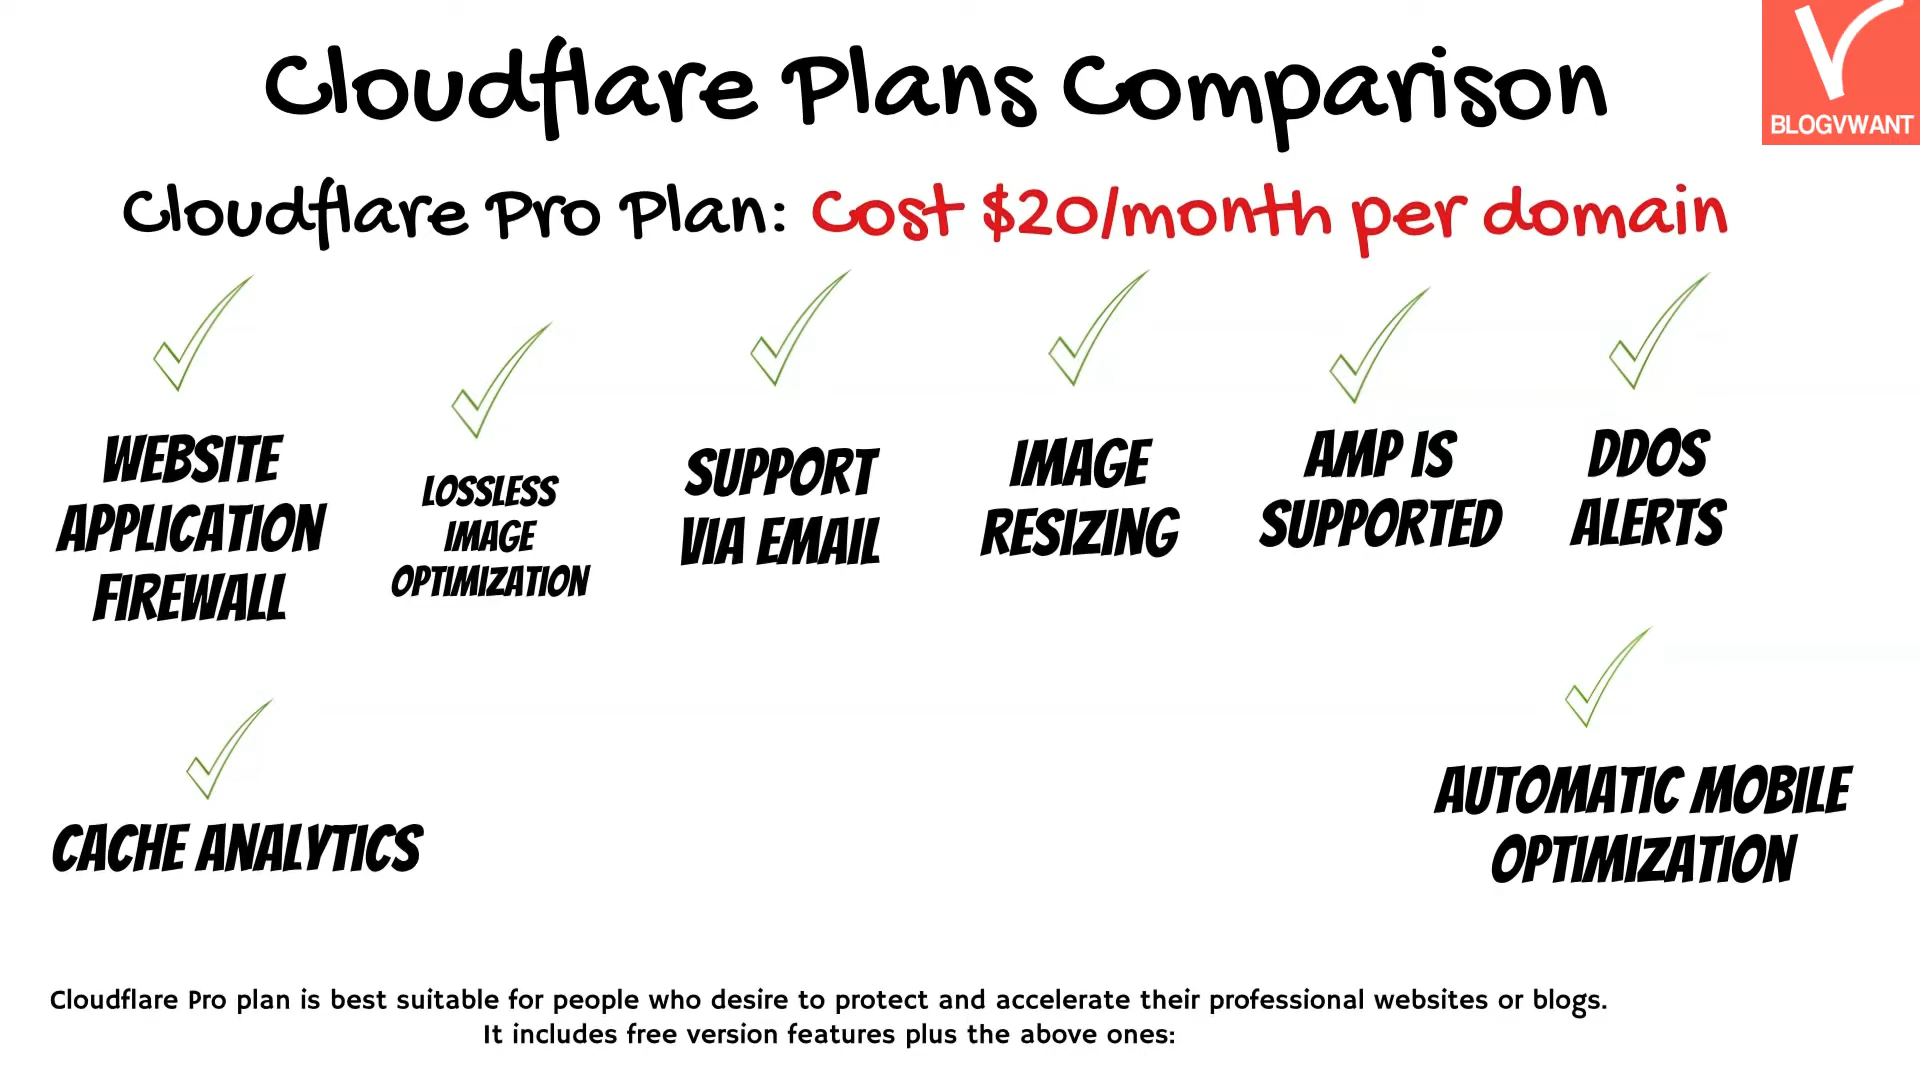 Cloudflare Plans Comparison
BLOGVWANT
Cloudflare Pro Plan: Cost $20/month per domain
WEBSITE
APPLICATION
FIREWALL
LOSSLESS
IMAGE
OPTIMIZATION
SUPPORT
VIA EMAIL
IMAGE
RESIZING
AMP IS
SUPPORTED
DDOS
ALERTS
CACHE ANALYTICS
AUTOMATIC MOBILE
OPTIMIZATION
Cloudflare Pro plan is best suitable for people who desire to protect and accelerate their professional websites or blogs.
It includes free version features plus the above ones: